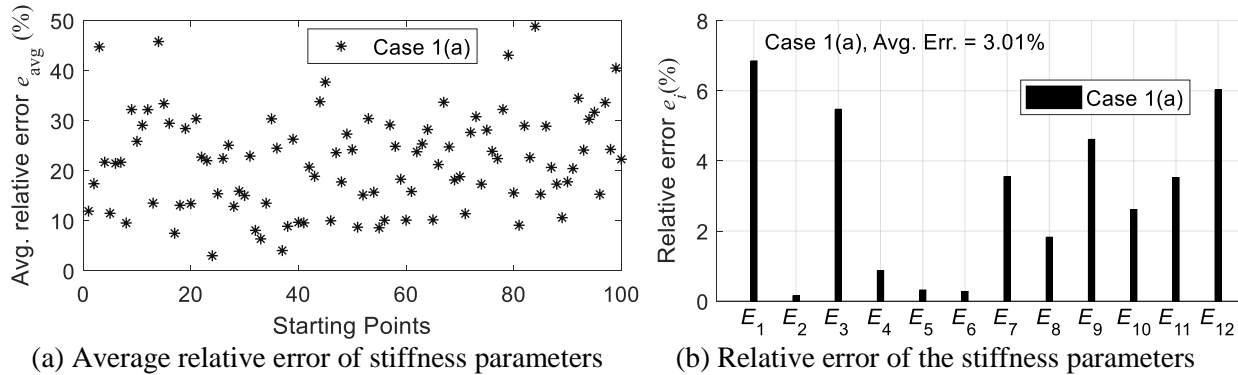 Avg. relative error e_avg (%)
50
40
30
20
10
0
Case 1(a)
0 20 40 60 80 100
Starting Points
(a) Average relative error of stiffness parameters
Relative error e_i(%)
8
6
4
2
0
Case 1(a), Avg. Err. = 3.01%
Case 1(a)
E_1 E_2 E_3 E_4 E_5 E_6 E_7 E_8 E_9 E_10 E_11 E_12
(b) Relative error of the stiffness parameters